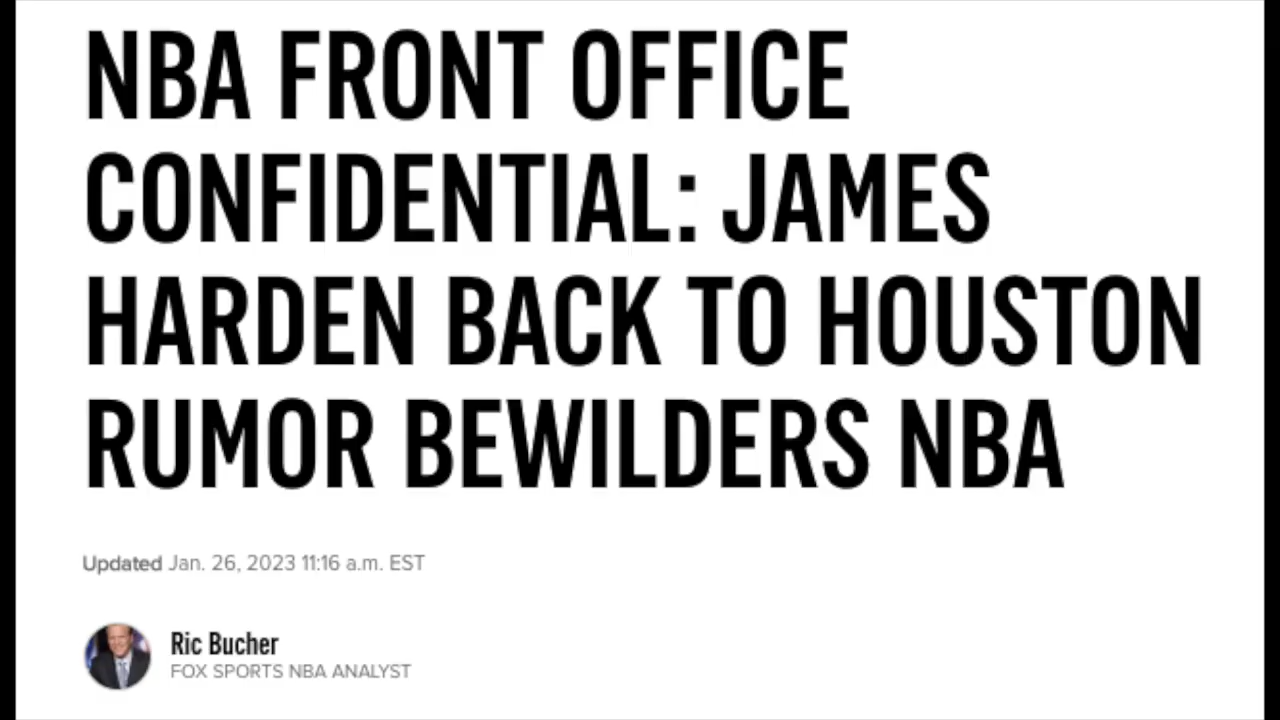 NBA FRONT OFFICE
CONFIDENTIAL: JAMES
HARDEN BACK TO HOUSTON
RUMOR BEWILDERS NBA
Updated Jan. 26, 2023 11:16 a.m. EST
Ric Bucher
FOX SPORTS NBA ANALYST